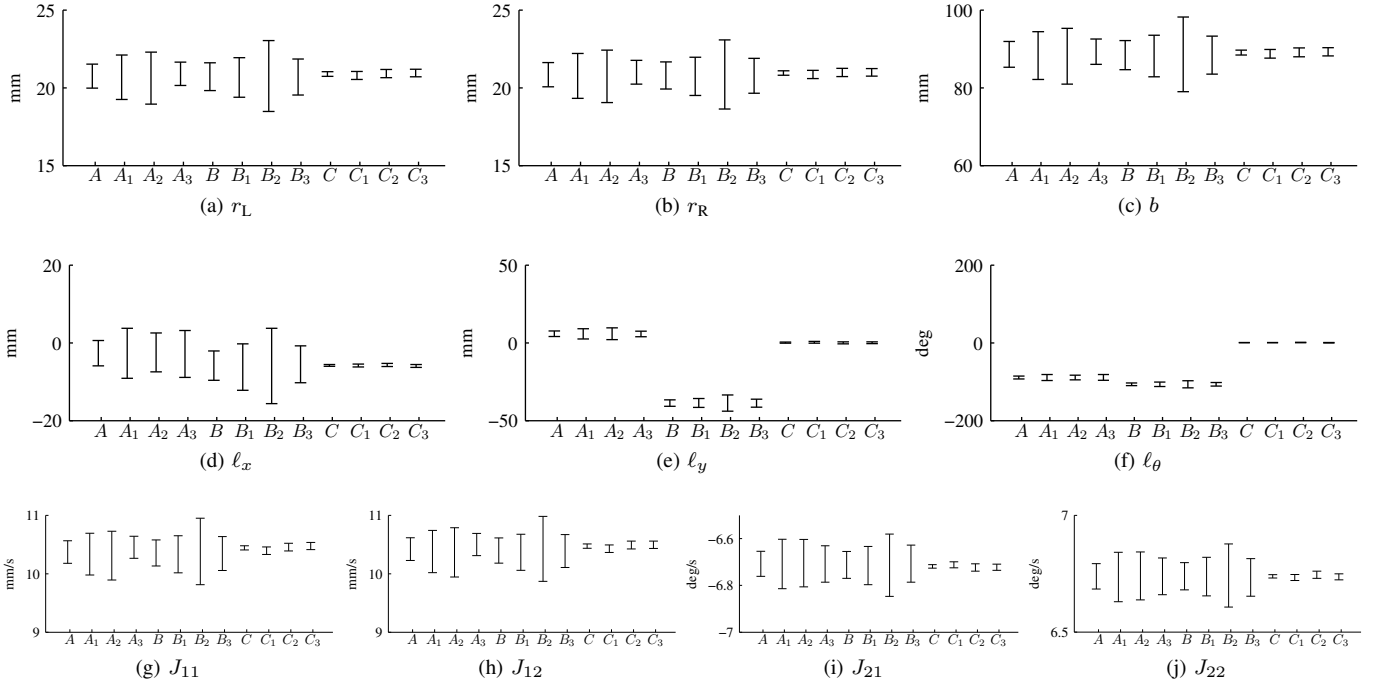 25
20
15
mm
A A₁ A₂ A₃ B B₁ B₂ B₃ C C₁ C₂ C₃
(a) r_L
25
20
15
mm
A A₁ A₂ A₃ B B₁ B₂ B₃ C C₁ C₂ C₃
(b) r_R
100
80
60
mm
A A₁ A₂ A₃ B B₁ B₂ B₃ C C₁ C₂ C₃
(c) b
20
0
−20
mm
A A₁ A₂ A₃ B B₁ B₂ B₃ C C₁ C₂ C₃
(d) ℓ_x
50
0
−50
mm
A A₁ A₂ A₃ B B₁ B₂ B₃ C C₁ C₂ C₃
(e) ℓ_y
200
0
−200
deg
A A₁ A₂ A₃ B B₁ B₂ B₃ C C₁ C₂ C₃
(f) ℓ_θ
11
10
9
mm/s
A A₁ A₂ A₃ B B₁ B₂ B₃ C C₁ C₂ C₃
(g) J₁₁
11
10
9
mm/s
A A₁ A₂ A₃ B B₁ B₂ B₃ C C₁ C₂ C₃
(h) J₁₂
−6.6
−6.8
−7
deg/s
A A₁ A₂ A₃ B B₁ B₂ B₃ C C₁ C₂ C₃
(i) J₂₁
7
6.5
deg/s
A A₁ A₂ A₃ B B₁ B₂ B₃ C C₁ C₂ C₃
(j) J₂₂